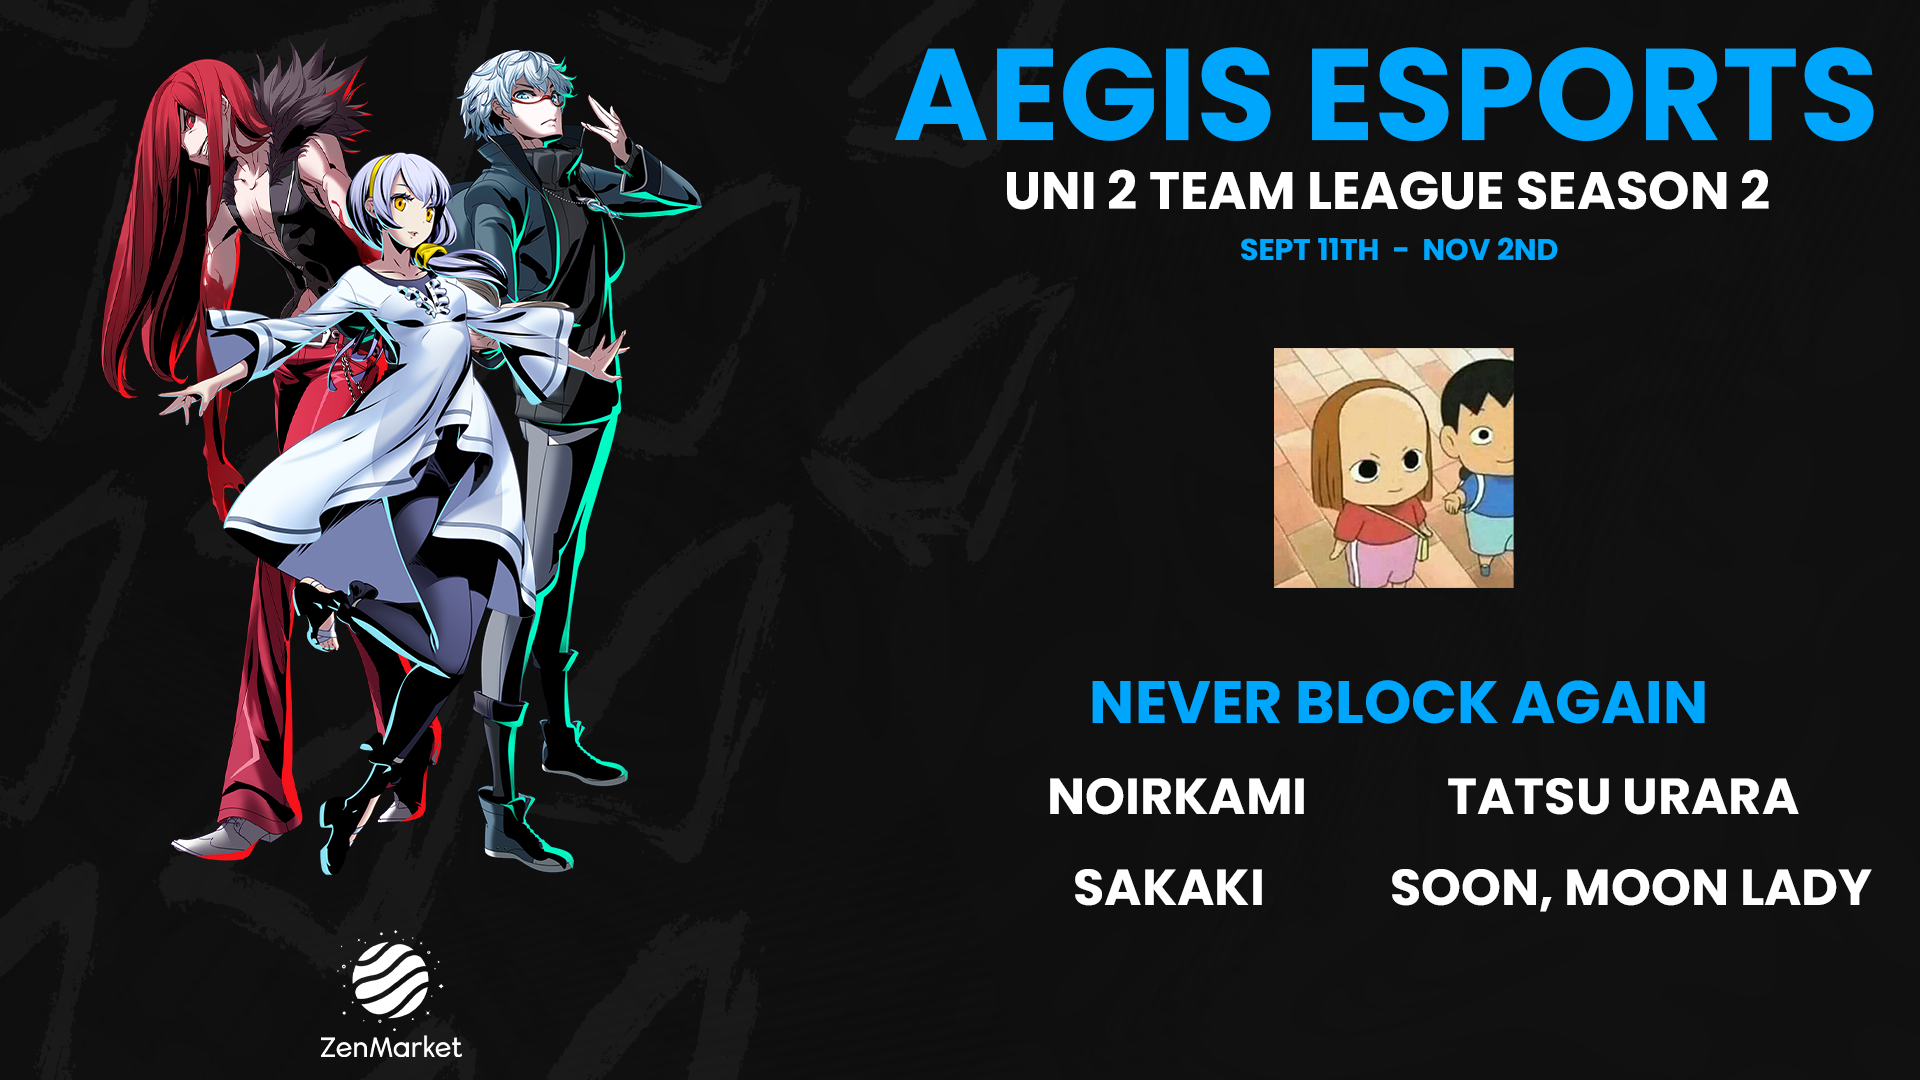 AEGIS ESPORTS
UNI 2 TEAM LEAGUE SEASON 2
SEPT 11TH - NOV 2ND
NEVER BLOCK AGAIN
NOIRKAMI
TATSU URARA
SAKAKI
SOON, MOON LADY
ZenMarket